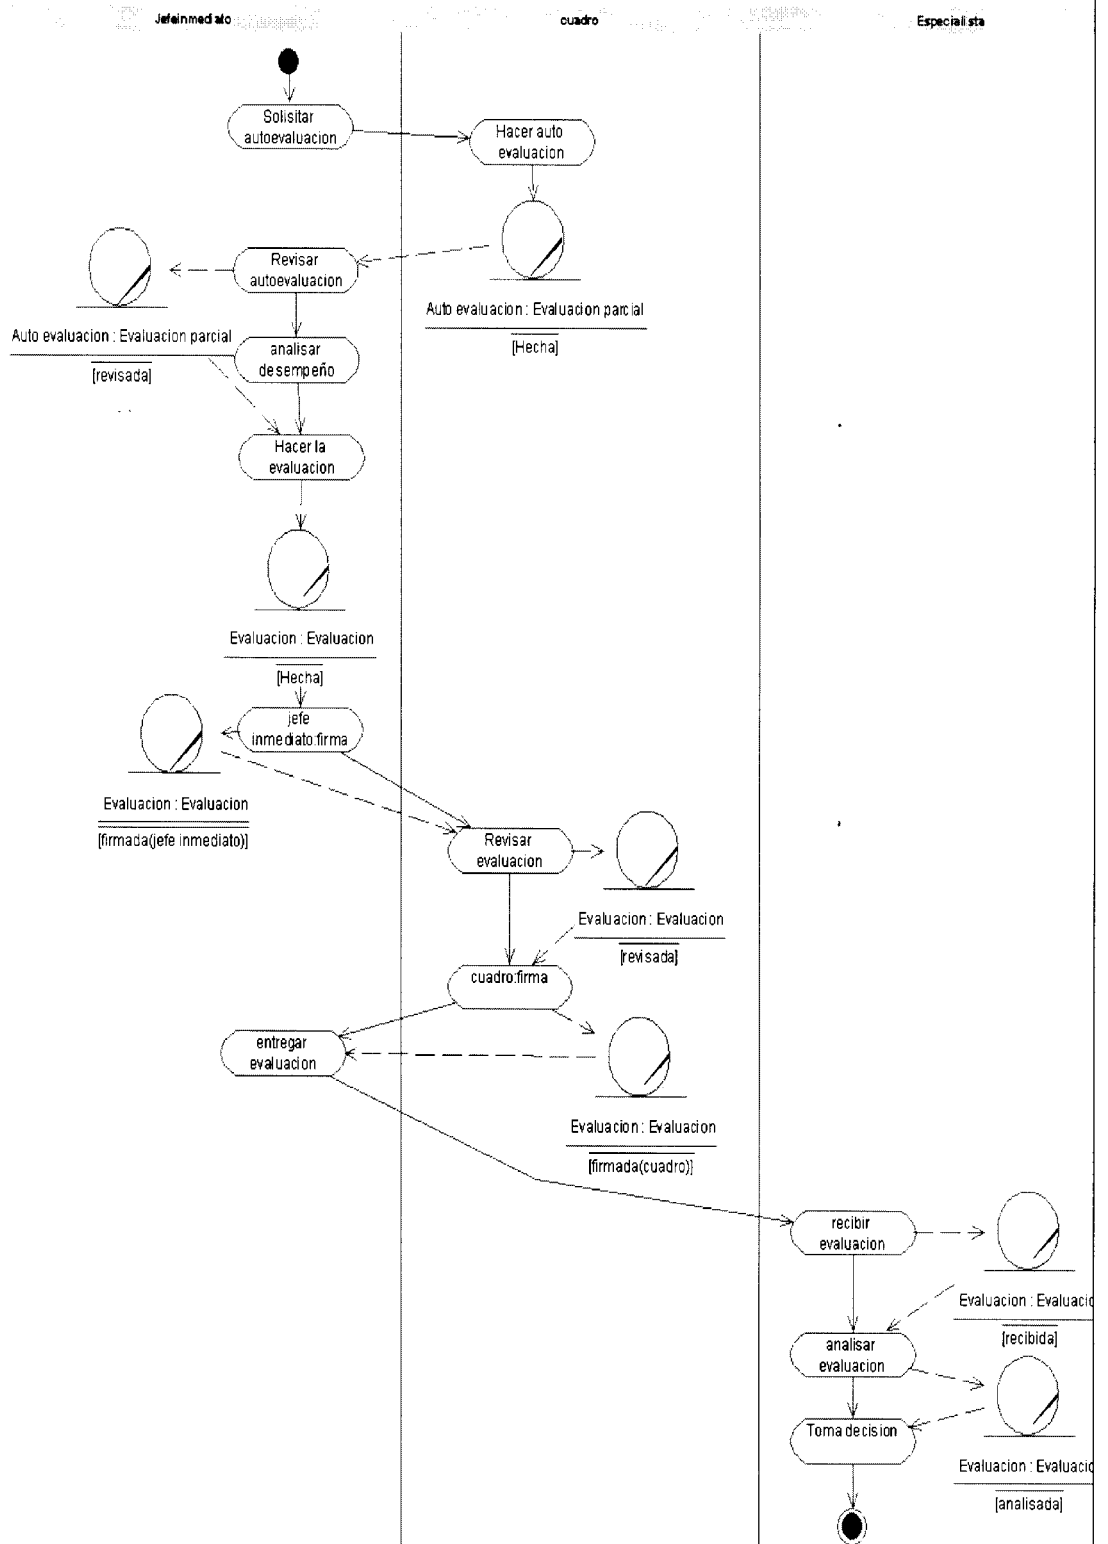 Jefeinmediato
cuadro
Especialista
Solisitar
autoevaluacion
Hacer auto
evaluacion
Revisar
autoevaluacion
Auto evaluacion : Evaluacion parcial
[Hecha]
Auto evaluacion : Evaluacion parcial
[revisada]
analisar
desempeño
Hacer la
evaluacion
Evaluacion : Evaluacion
[Hecha]
jefe
inmediato:firma
Evaluacion : Evaluacion
[firmada(jefe inmediato)]
Revisar
evaluacion
Evaluacion : Evaluacion
[revisada]
cuadro:firma
entregar
evaluacion
Evaluacion : Evaluacion
[firmada(cuadro)]
recibir
evaluacion
Evaluacion : Evaluacio
[recibida]
analisar
evaluacion
Toma decision
Evaluacion : Evaluacio
[analisada]